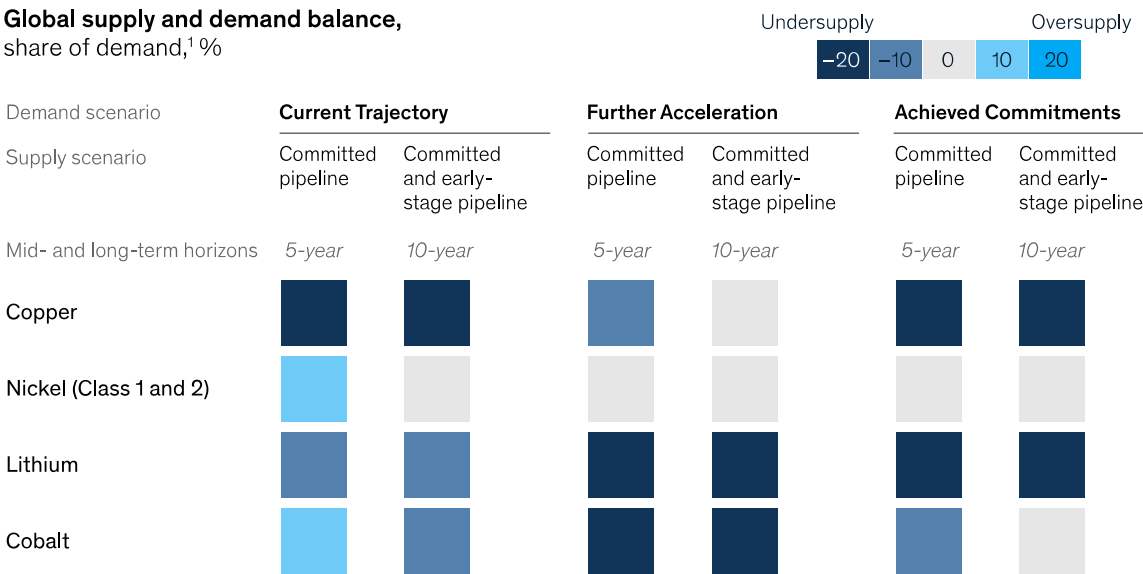 Global supply and demand balance,
share of demand,¹ %
Undersupply Oversupply
–20 –10 0 10 20
Demand scenario Current Trajectory Further Acceleration Achieved Commitments
Supply scenario Committed Committed Committed Committed Committed Committed
pipeline and early- pipeline and early- pipeline and early-
stage pipeline stage pipeline stage pipeline
Mid- and long-term horizons 5-year 10-year 5-year 10-year 5-year 10-year
Copper
Nickel (Class 1 and 2)
Lithium
Cobalt